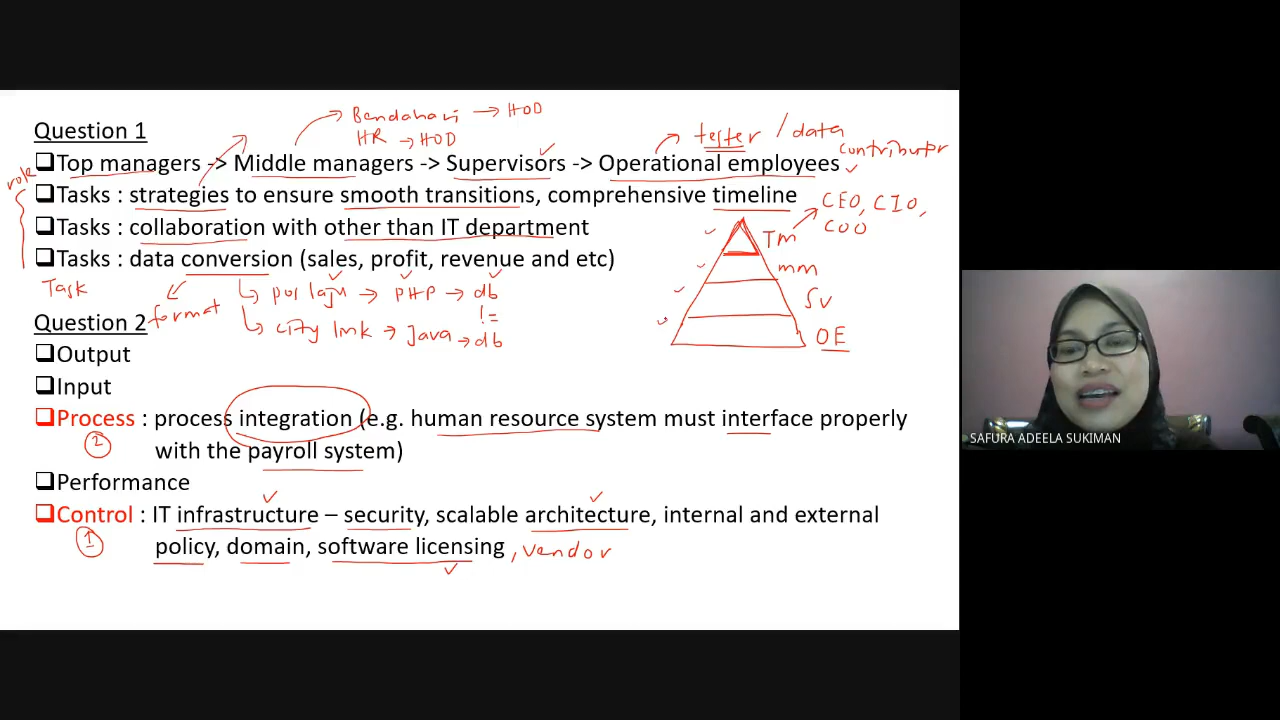 Bendahari → HOD
HR → HOD
Question 1
tester / data contributor
❑Top managers -> Middle managers -> Supervisors -> Operational employees
role
❑Tasks : strategies to ensure smooth transitions, comprehensive timeline
CEO, CIO,
COO
❑Tasks : collaboration with other than IT department
TM
❑Tasks : data conversion (sales, profit, revenue and etc)
mm
Task
pos laju → PHP → db
SV
format
!=
Question 2
city link → Java → db
OE
❑Output
❑Input
❑Process : process integration (e.g. human resource system must interface properly
2
with the payroll system)
❑Performance
❑Control : IT infrastructure – security, scalable architecture, internal and external
1
policy, domain, software licensing, vendor
SAFURA ADEELA SUKIMAN